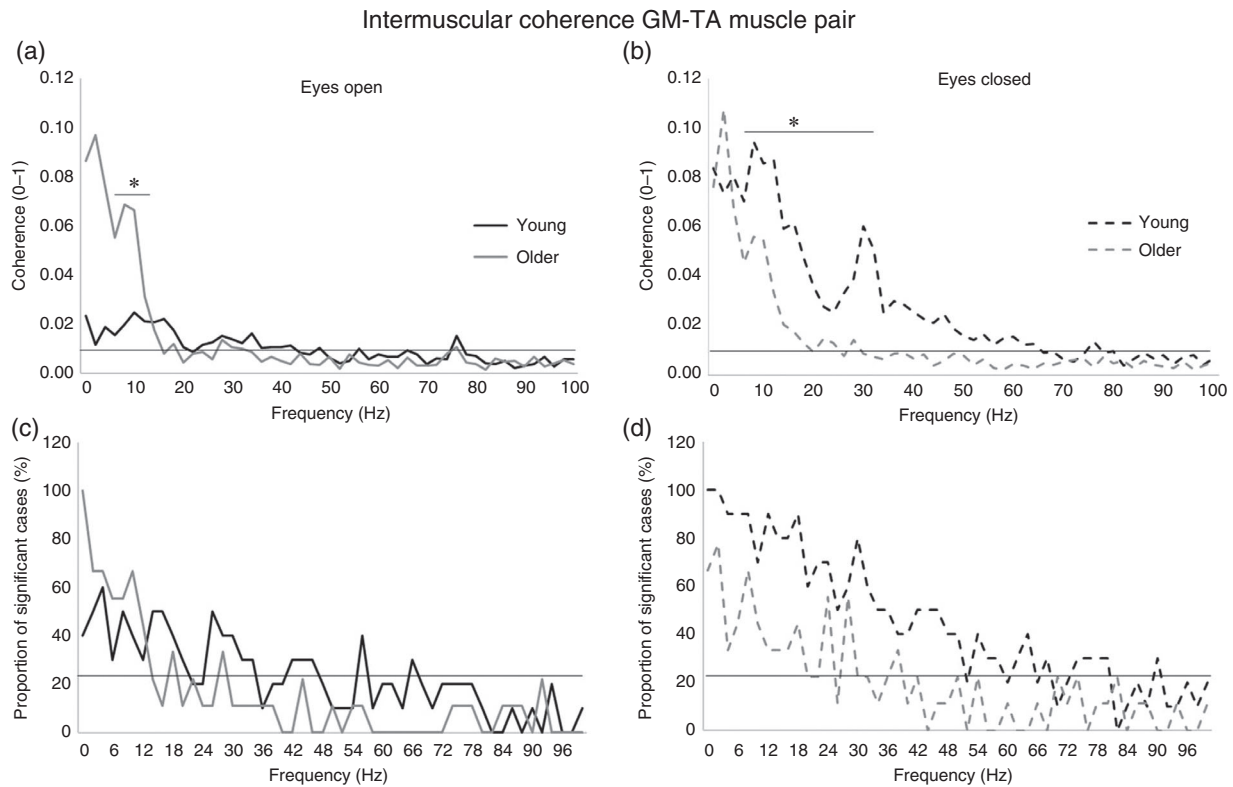 Intermuscular coherence GM-TA muscle pair
(a)
Eyes open
0.12
0.10
0.08
0.06
0.04
0.02
0.00
Coherence (0–1)
*
Young
Older
0 10 20 30 40 50 60 70 80 90 100
Frequency (Hz)
(b)
Eyes closed
0.12
0.10
0.08
0.06
0.04
0.02
0.00
Coherence (0–1)
*
Young
Older
0 10 20 30 40 50 60 70 80 90 100
Frequency (Hz)
(c)
120
100
80
60
40
20
0
Proportion of significant cases (%)
0 6 12 18 24 30 36 42 48 54 60 66 72 78 84 90 96
Frequency (Hz)
(d)
120
100
80
60
40
20
0
Proportion of significant cases (%)
0 6 12 18 24 30 36 42 48 54 60 66 72 78 84 90 96
Frequency (Hz)